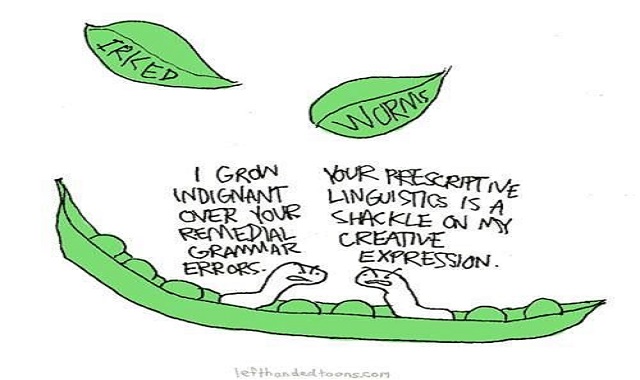 IRKED
WORMS
I GROW
INDIGNANT
OVER YOUR
REMEDIAL
GRAMMAR
ERRORS.
YOUR PRESCRIPTIVE
LINGUISTICS IS A
SHACKLE ON MY
CREATIVE
EXPRESSION.
lefthandedtoons.com